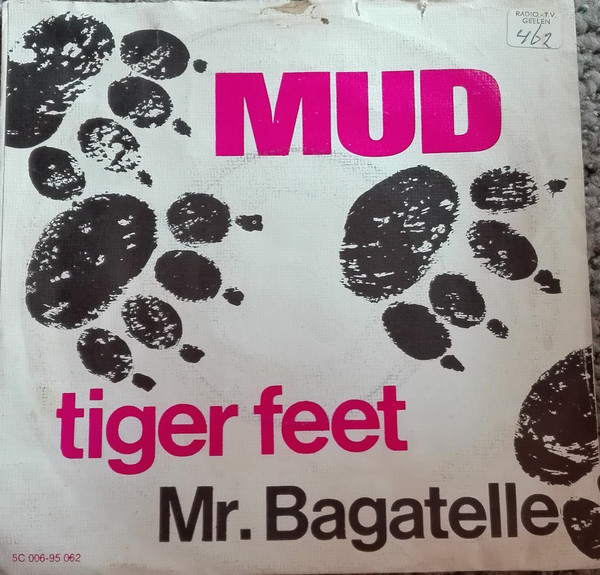 RADIO.-T.V.
GEELEN
462
MUD
tiger feet
Mr. Bagatelle
5C 006-95 062